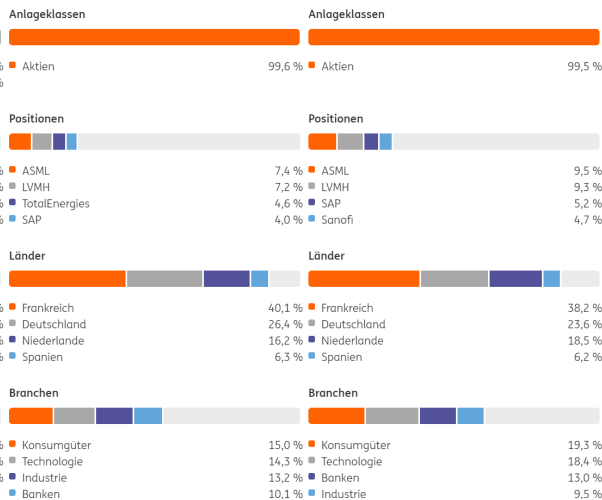 Anlageklassen
Aktien 99,6 %
Positionen
ASML 7,4 %
LVMH 7,2 %
TotalEnergies 4,6 %
SAP 4,0 %
Länder
Frankreich 40,1 %
Deutschland 26,4 %
Niederlande 16,2 %
Spanien 6,3 %
Branchen
Konsumgüter 15,0 %
Technologie 14,3 %
Industrie 13,2 %
Banken 10,1 %
Anlageklassen
Aktien 99,5 %
Positionen
ASML 9,5 %
LVMH 9,3 %
SAP 5,2 %
Sanofi 4,7 %
Länder
Frankreich 38,2 %
Deutschland 23,6 %
Niederlande 18,5 %
Spanien 6,2 %
Branchen
Konsumgüter 19,3 %
Technologie 18,4 %
Banken 13,0 %
Industrie 9,5 %